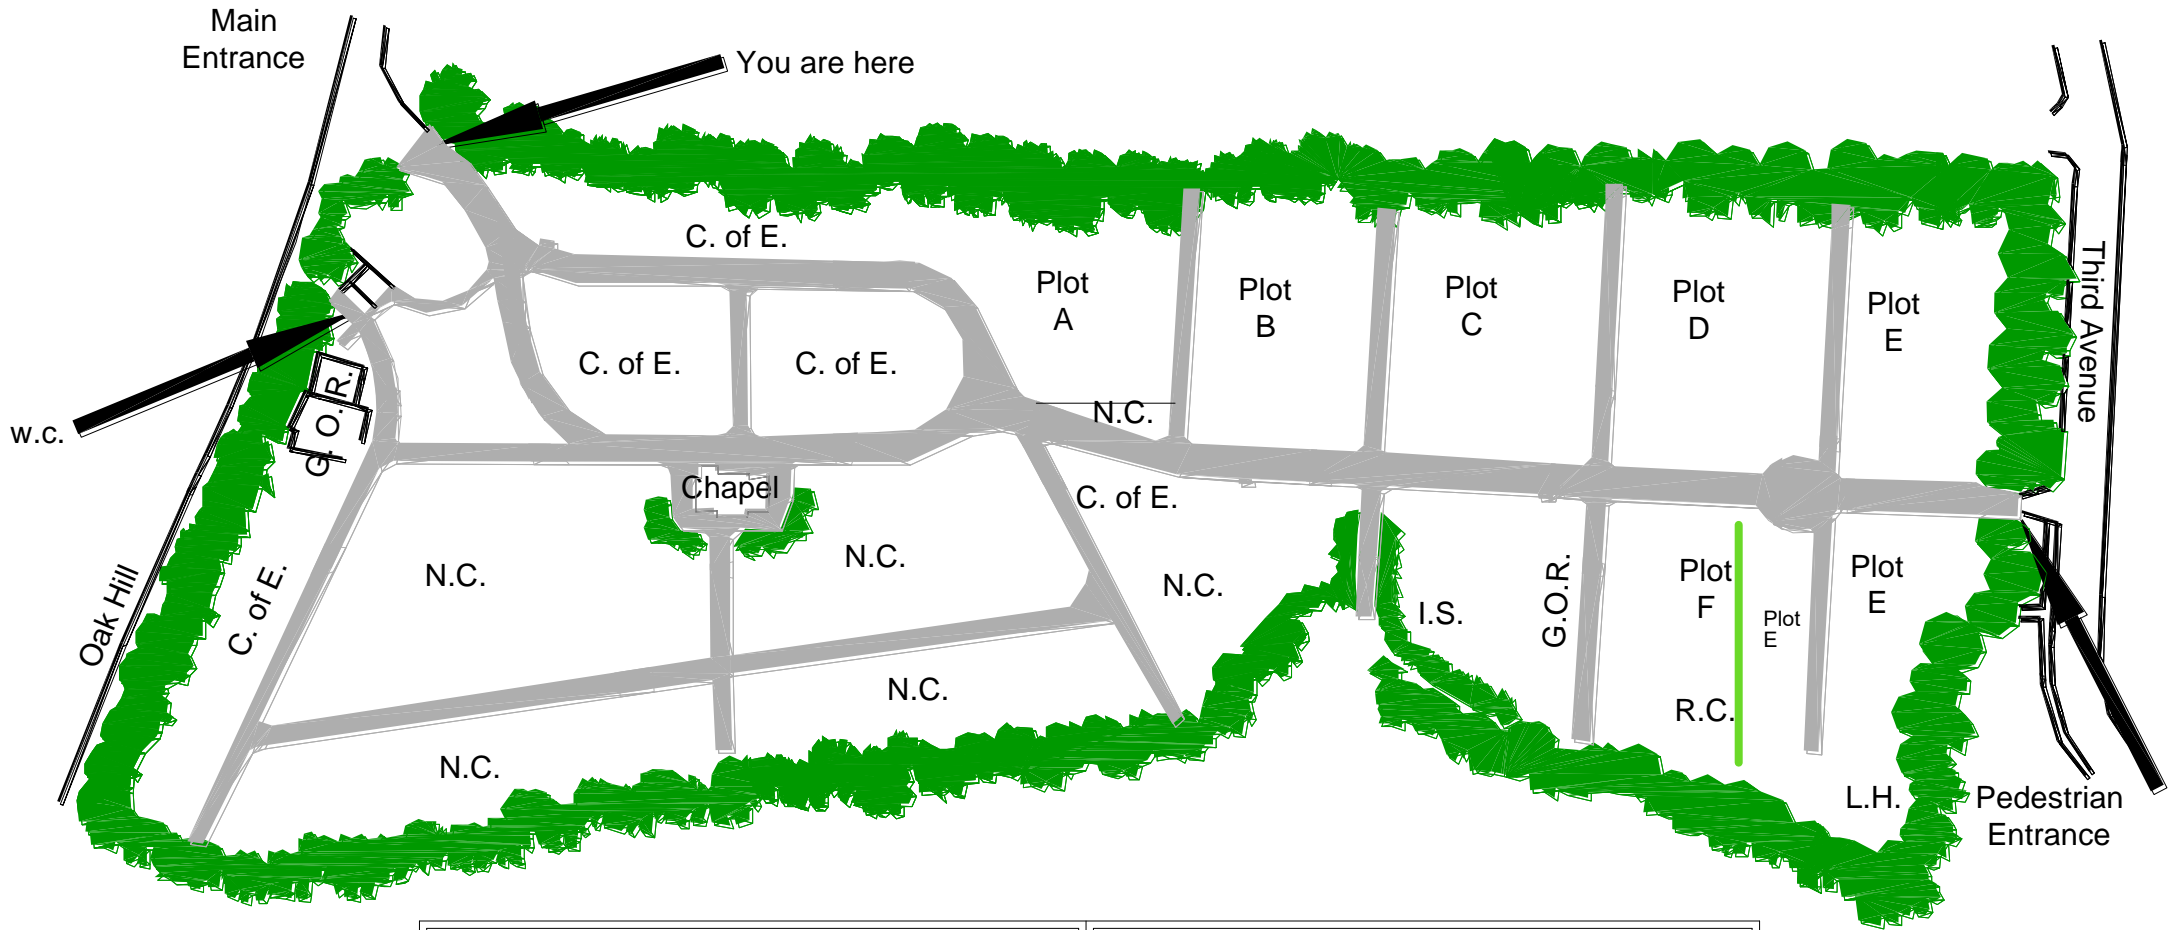 Main
Entrance
You are here
C. of E.
Plot
A
Plot
B
Plot
C
Plot
D
Plot
E
Third Avenue
C. of E.
C. of E.
G. O. R.
w.c.
N.C.
Chapel
C. of E.
N.C.
N.C.
N.C.
C. of E.
Oak Hill
I.S.
G.O.R.
Plot
F
Plot
E
Plot
E
N.C.
R.C.
N.C.
L.H.
Pedestrian
Entrance